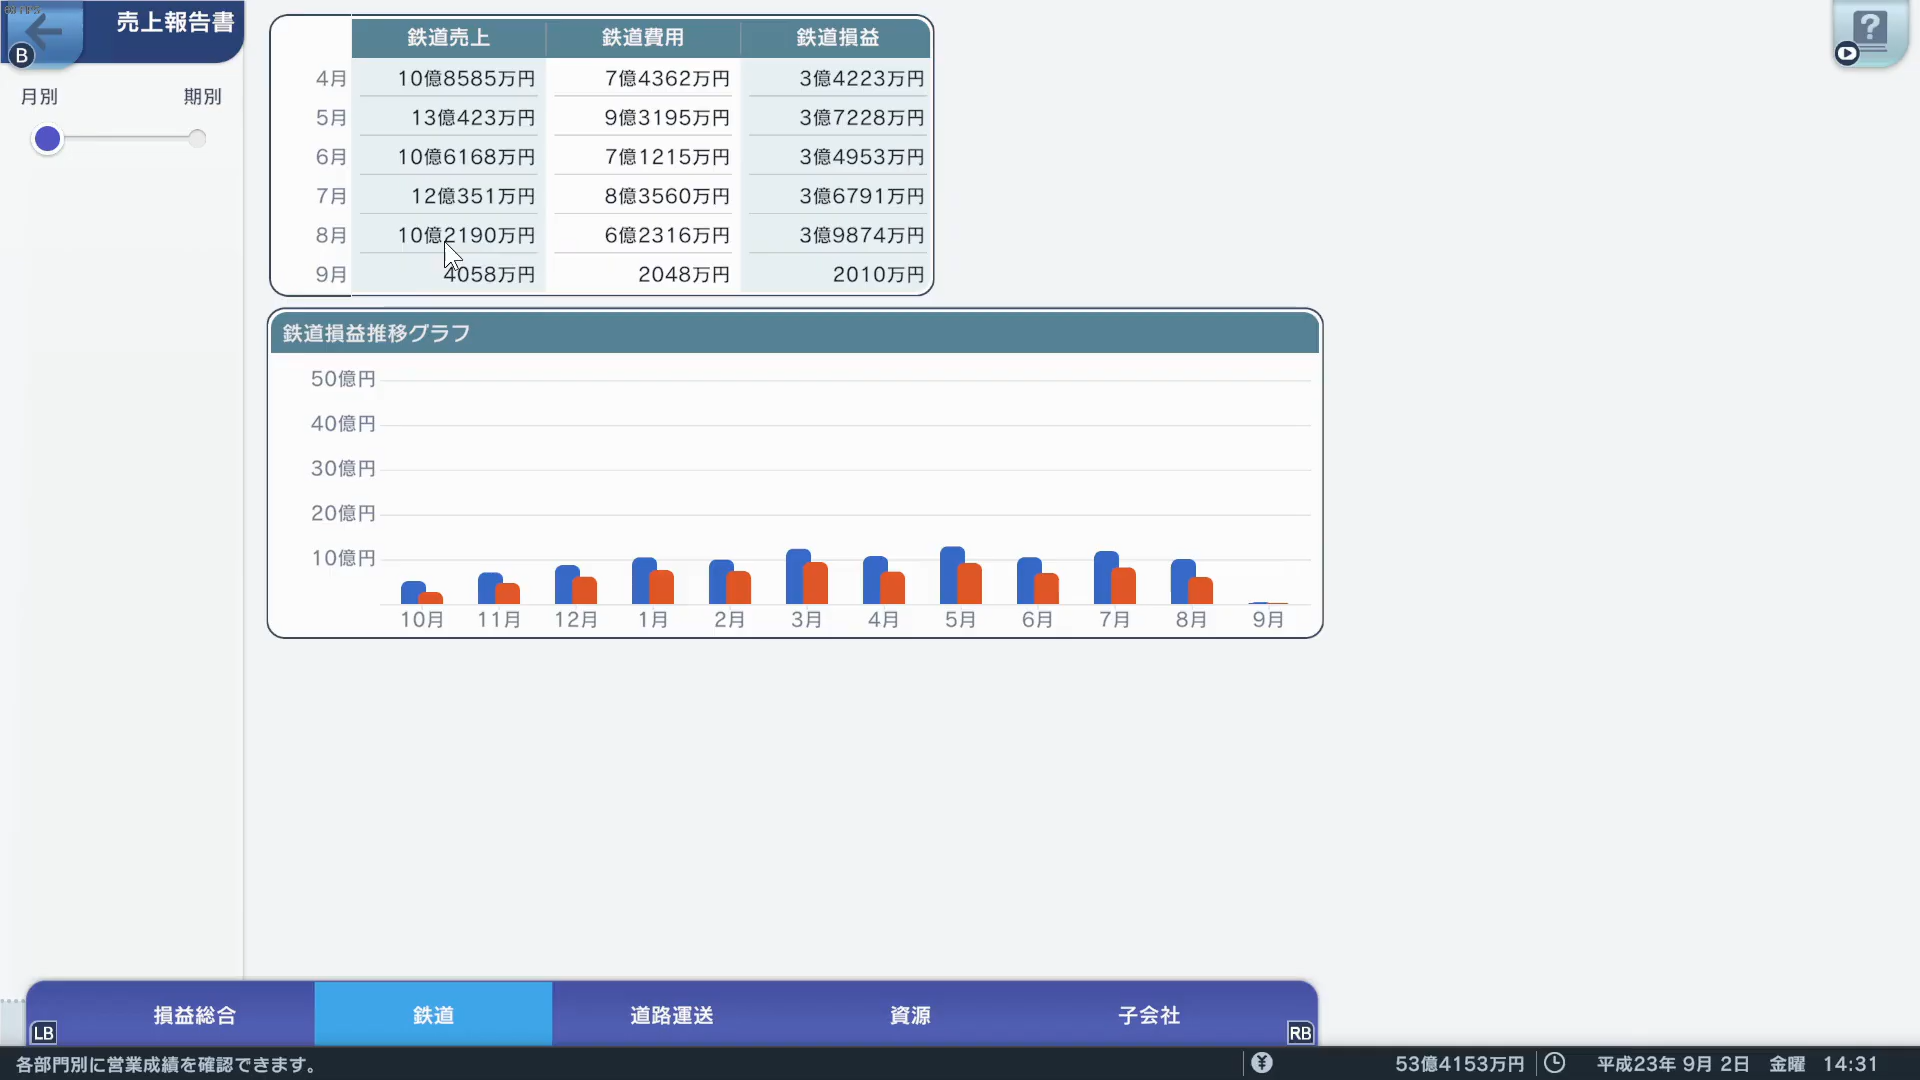 売上報告書
B
月別 期別
鉄道売上 鉄道費用 鉄道損益
4月 10億8585万円 7億4362万円 3億4223万円
5月 13億423万円 9億3195万円 3億7228万円
6月 10億6168万円 7億1215万円 3億4953万円
7月 12億351万円 8億3560万円 3億6791万円
8月 10億2190万円 6億2316万円 3億9874万円
9月 4058万円 2048万円 2010万円
鉄道損益推移グラフ
50億円
40億円
30億円
20億円
10億円
10月 11月 12月 1月 2月 3月 4月 5月 6月 7月 8月 9月
LB 損益総合 鉄道 道路運送 資源 子会社 RB
各部門別に営業成績を確認できます。 ¥ 53億4153万円 平成23年 9月 2日 金曜 14:31